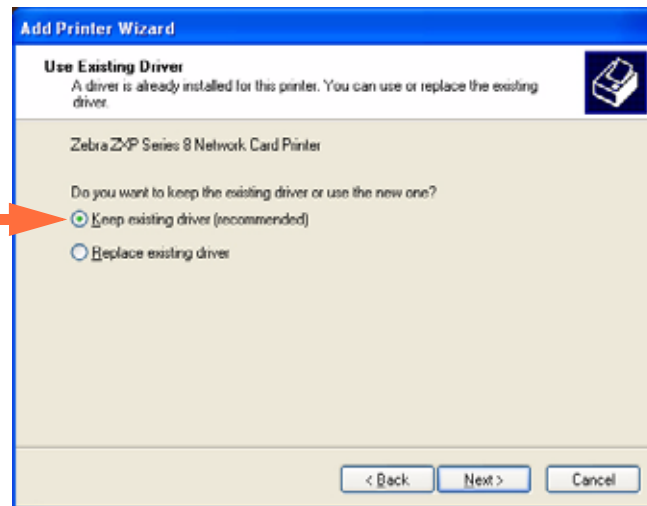 Add Printer Wizard
Use Existing Driver
A driver is already installed for this printer. You can use or replace the existing
driver.
Zebra ZXP Series 8 Network Card Printer
Do you want to keep the existing driver or use the new one?
Keep existing driver (recommended)
Replace existing driver
< Back Next > Cancel